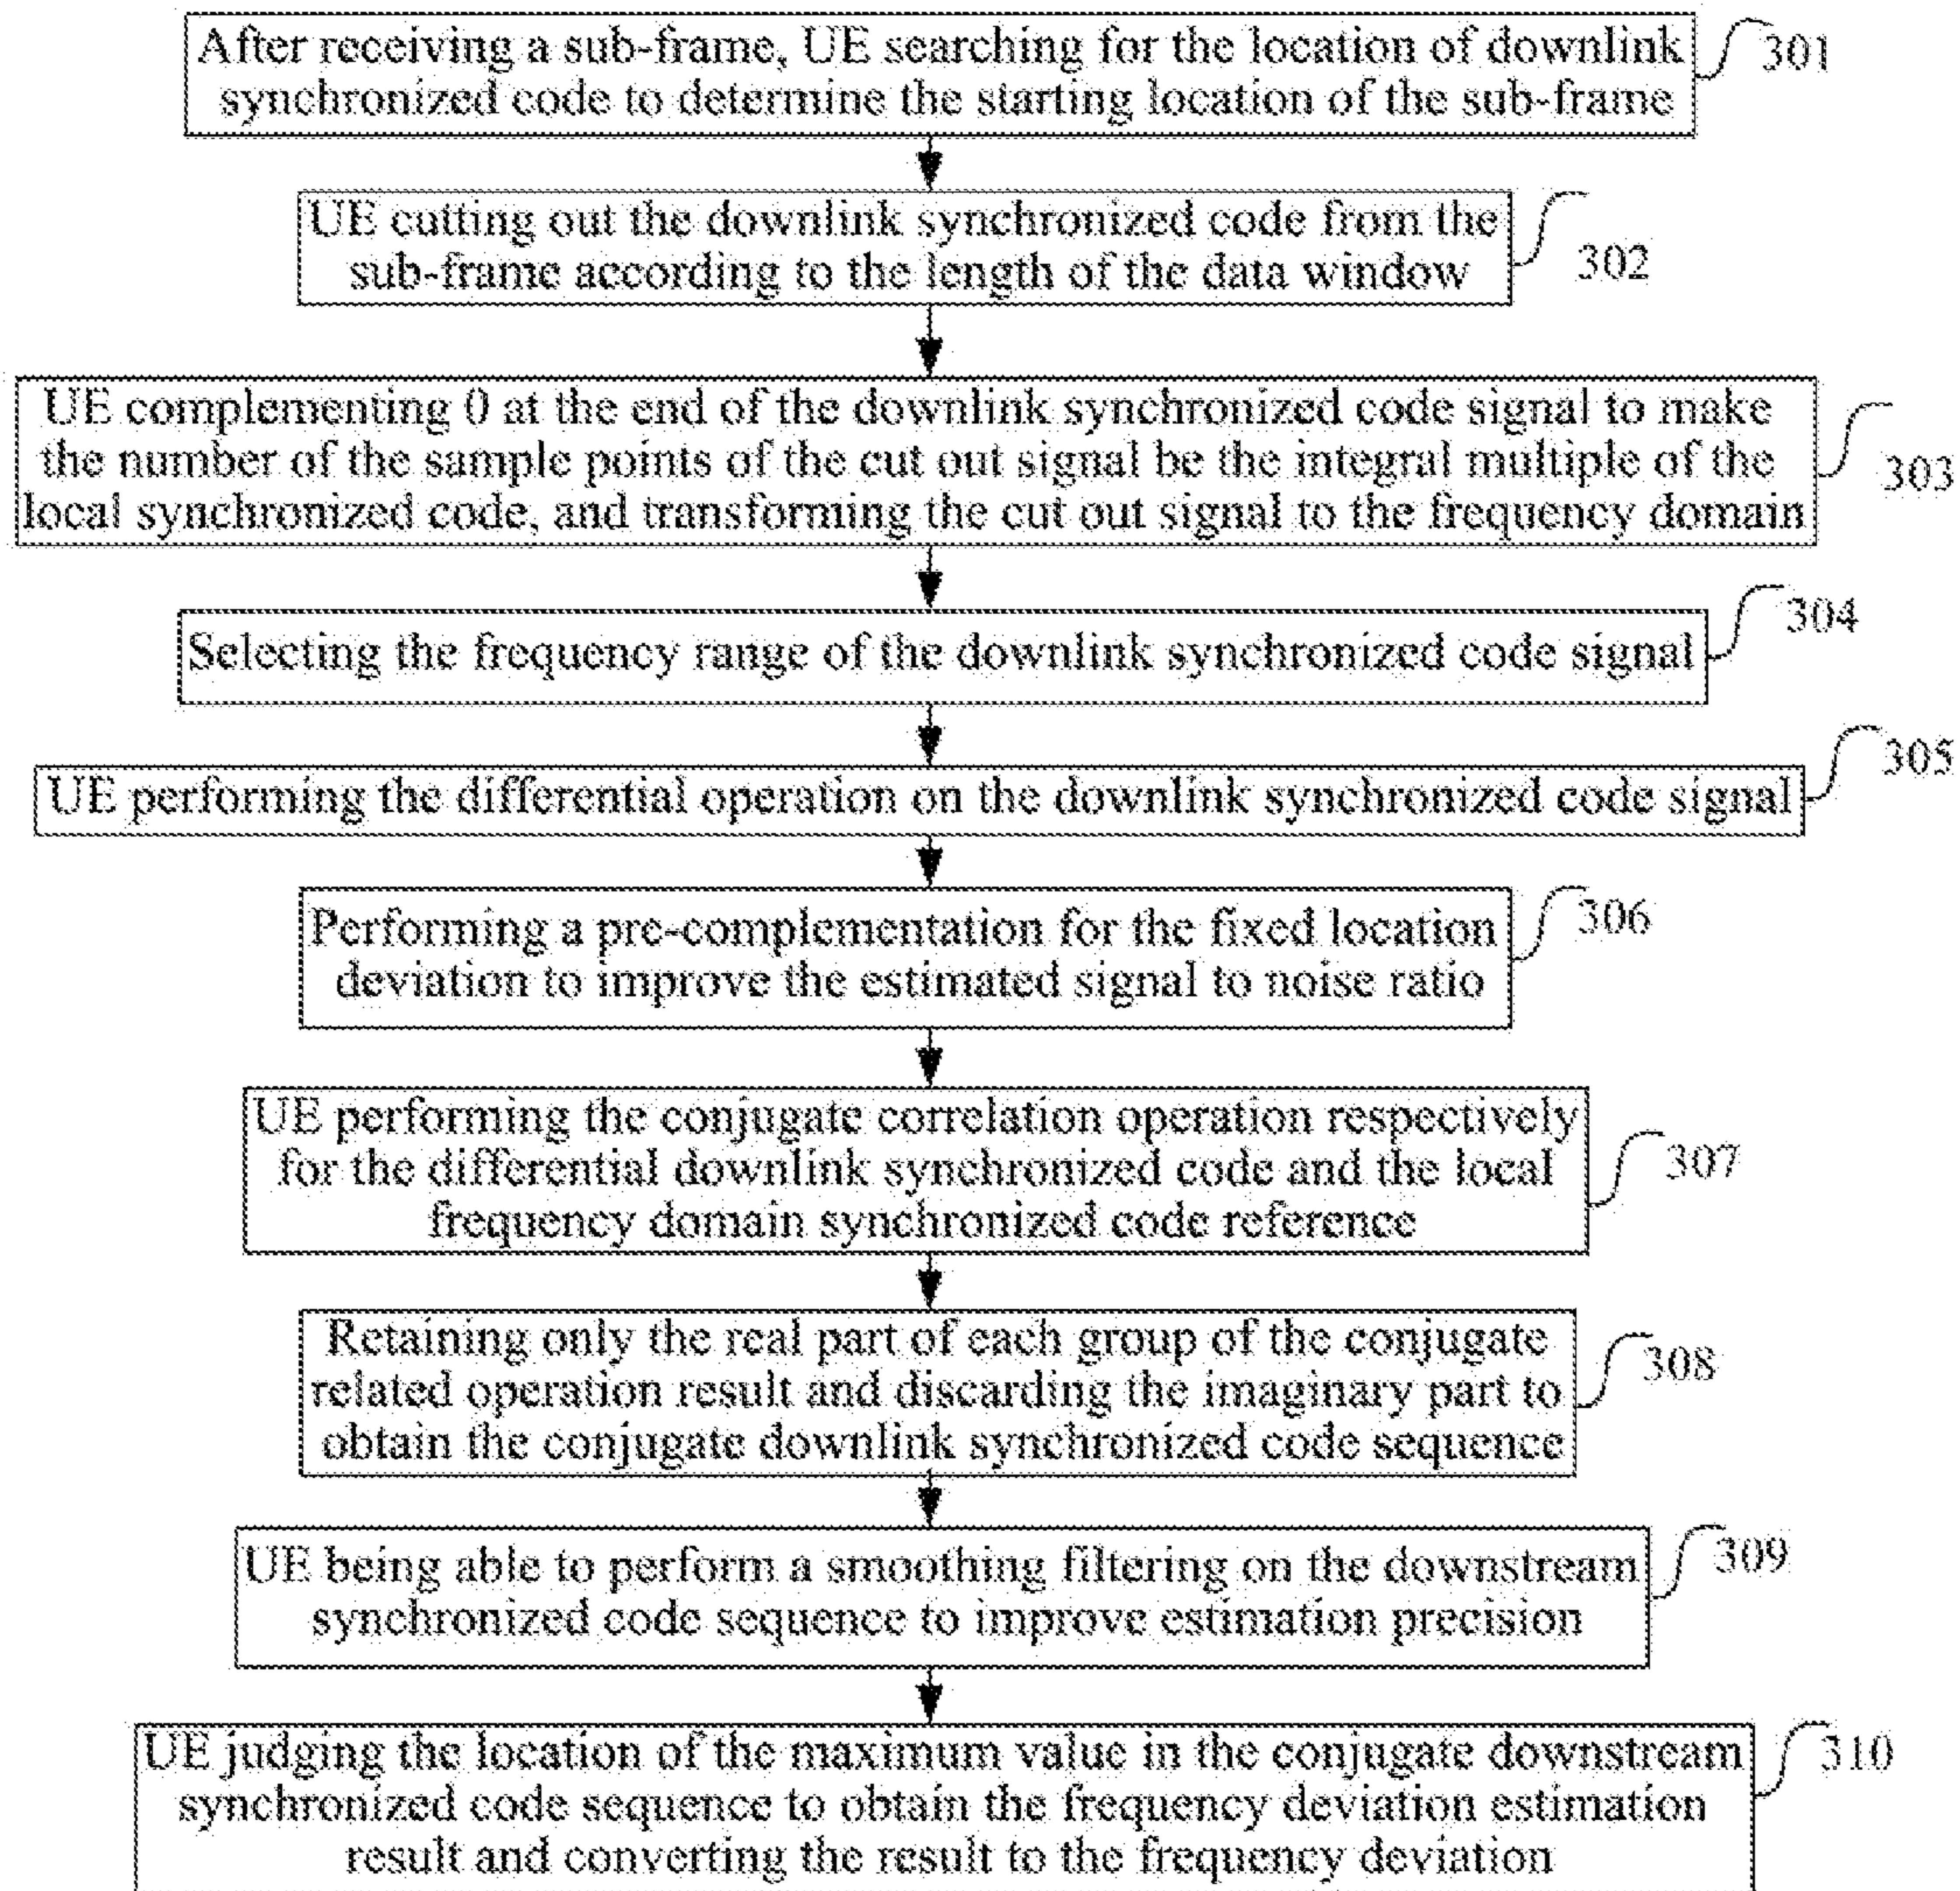 After receiving a sub-frame, UE searching for the location of downlink
synchronized code to determine the starting location of the sub-frame
301
UE cutting out the downlink synchronized code from the
sub-frame according to the length of the data window
302
UE complementing 0 at the end of the downlink synchronized code signal to make
the number of the sample points of the cut out signal be the integral multiple of the
local synchronized code, and transforming the cut out signal to the frequency domain
303
Selecting the frequency range of the downlink synchronized code signal
304
UE performing the differential operation on the downlink synchronized code signal
305
Performing a pre-complementation for the fixed location
deviation to improve the estimated signal to noise ratio
306
UE performing the conjugate correlation operation respectively
for the differential downlink synchronized code and the local
frequency domain synchronized code reference
307
Retaining only the real part of each group of the conjugate
related operation result and discarding the imaginary part to
obtain the conjugate downlink synchronized code sequence
308
UE being able to perform a smoothing filtering on the downstream
synchronized code sequence to improve estimation precision
309
UE judging the location of the maximum value in the conjugate downstream
synchronized code sequence to obtain the frequency deviation estimation
result and converting the result to the frequency deviation
310